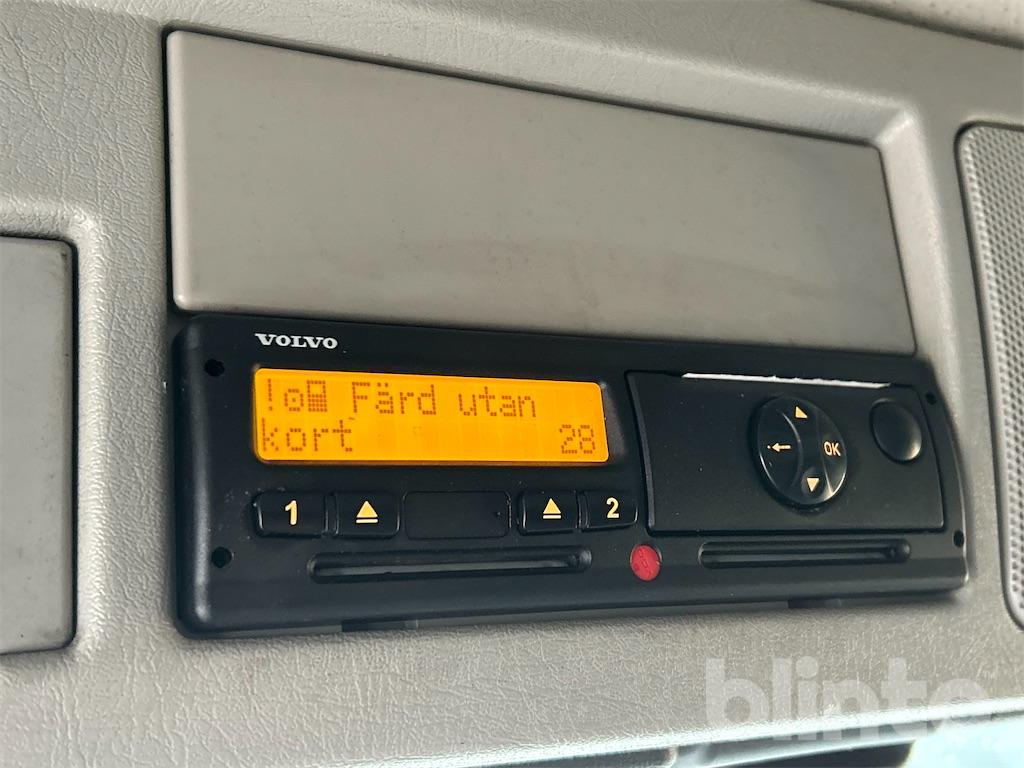 VOLVO
! Färd utan
kort 28
1 2
OK
blinto